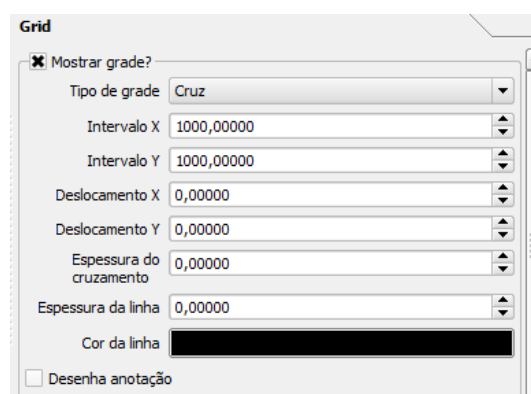 Grid
Mostrar grade?
Tipo de grade Cruz
Intervalo X 1000,00000
Intervalo Y 1000,00000
Deslocamento X 0,00000
Deslocamento Y 0,00000
Espessura do
cruzamento 0,00000
Espessura da linha 0,00000
Cor da linha
Desenha anotação